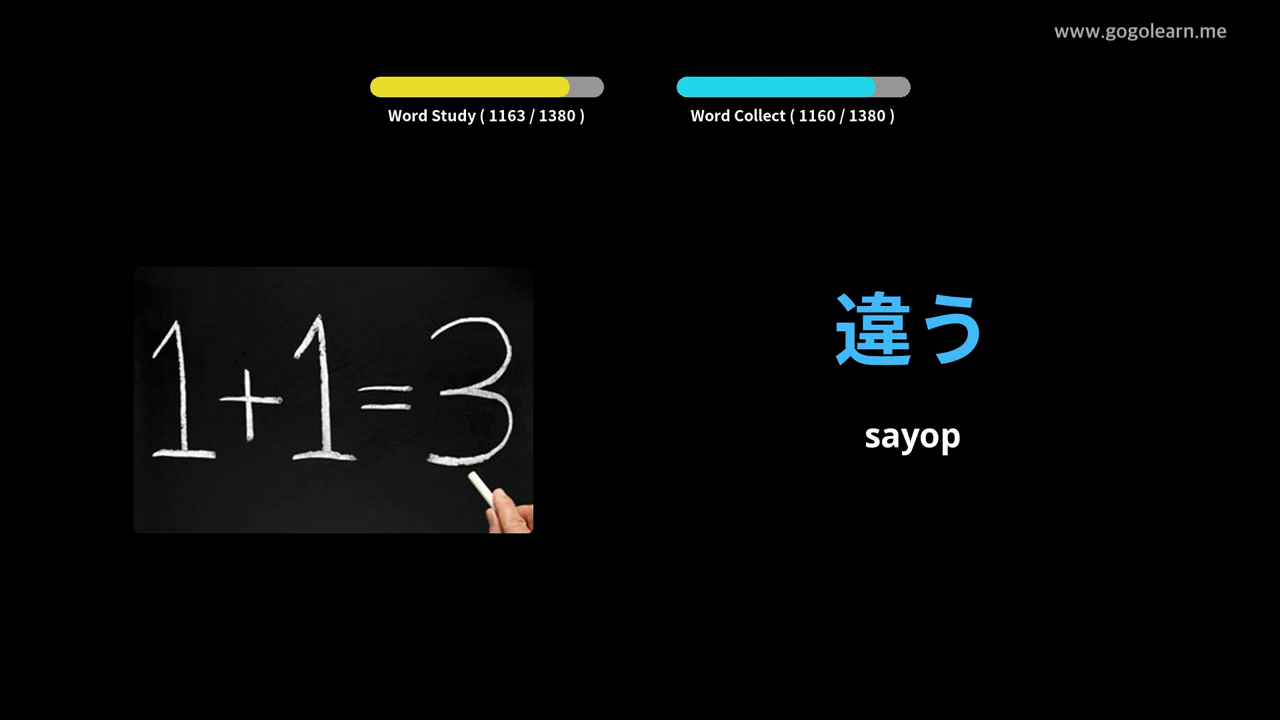 www.gogolearn.me
Word Study ( 1163 / 1380 )
Word Collect ( 1160 / 1380 )
1+1=3
違う
sayop